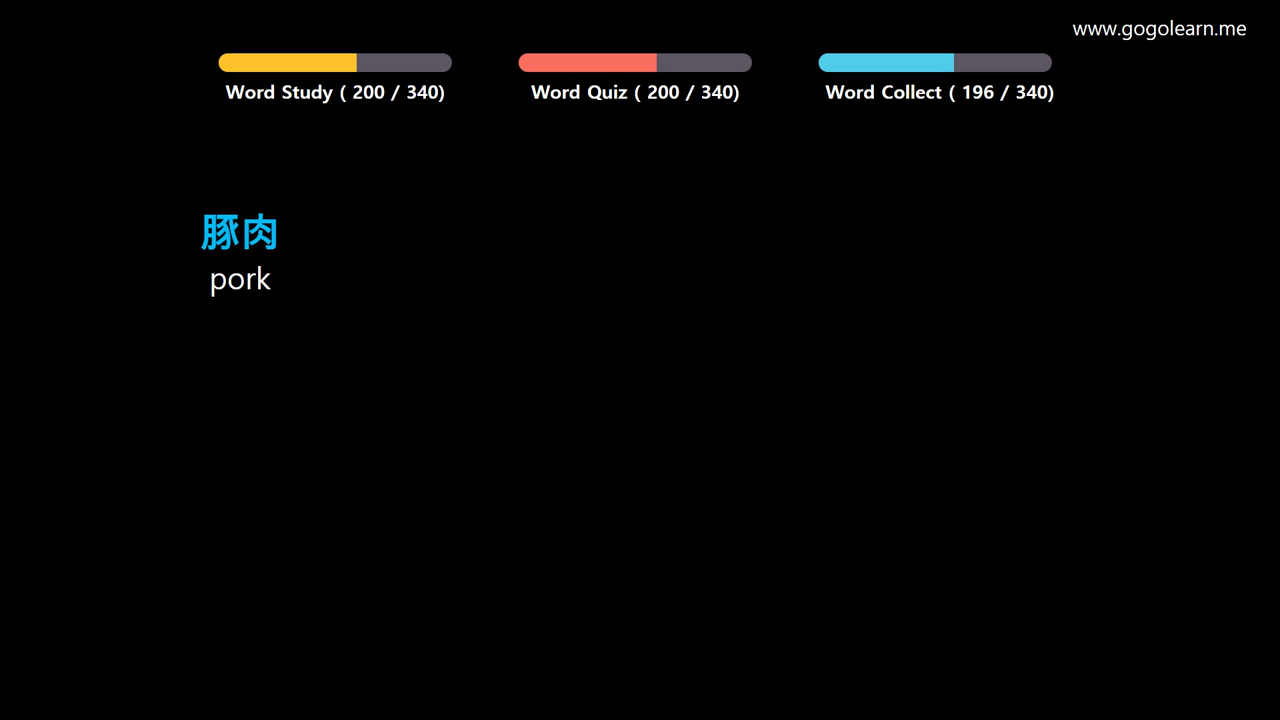 www.gogolearn.me
Word Study ( 200 / 340)
Word Quiz ( 200 / 340)
Word Collect ( 196 / 340)
豚肉
pork